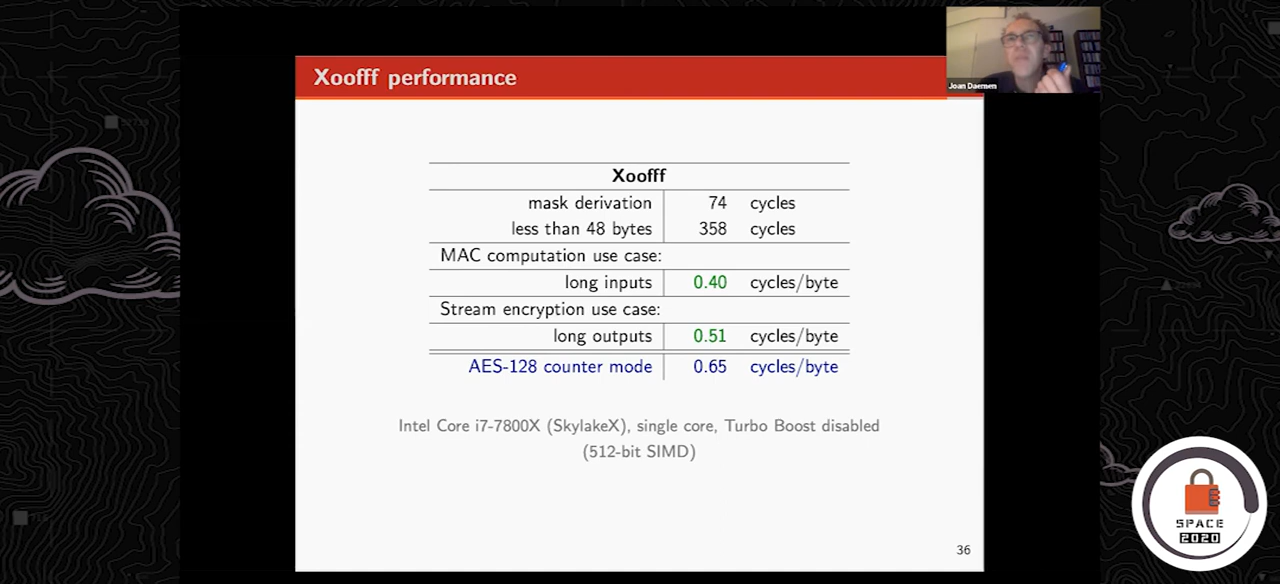 Xoofff performance
Joan Daemen
Xoofff
mask derivation 74 cycles
less than 48 bytes 358 cycles
MAC computation use case:
long inputs 0.40 cycles/byte
Stream encryption use case:
long outputs 0.51 cycles/byte
AES-128 counter mode 0.65 cycles/byte
Intel Core i7-7800X (SkylakeX), single core, Turbo Boost disabled
(512-bit SIMD)
36
SPACE
2020